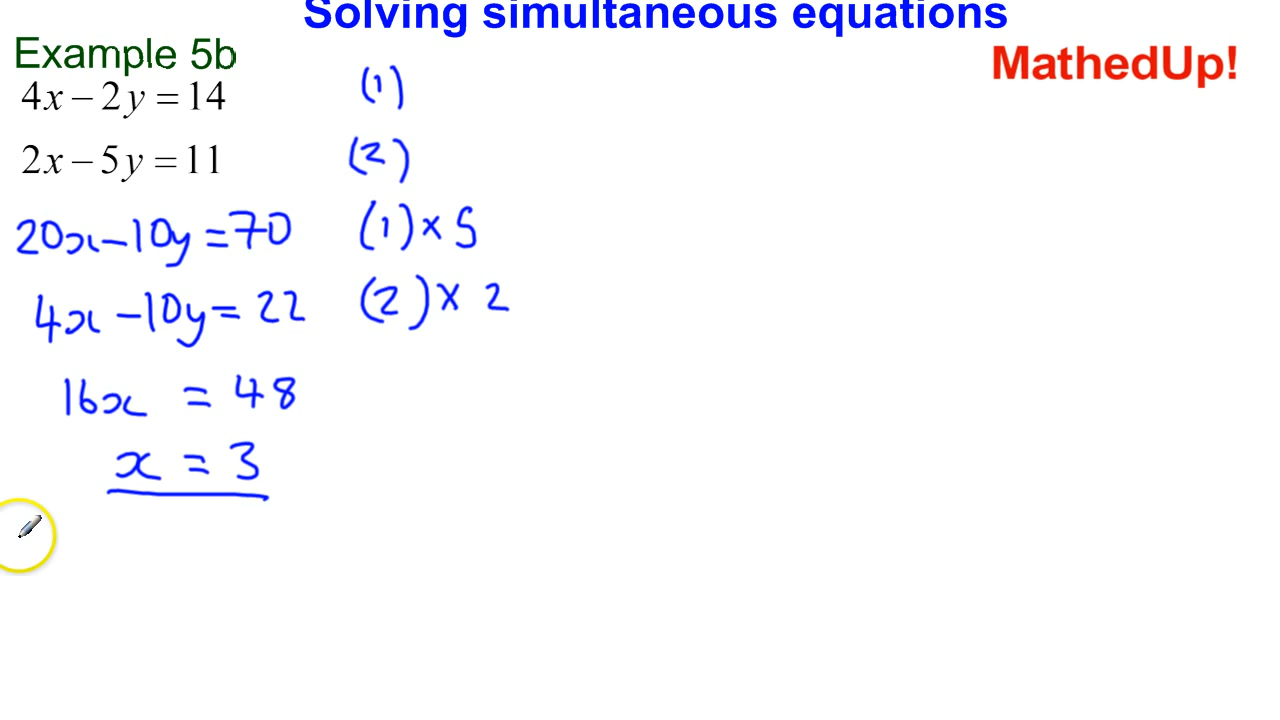 Solving simultaneous equations
Example 5b
MathedUp!
4x − 2y = 14 (1)
2x − 5y = 11 (2)
20x − 10y = 70 (1) × 5
4x − 10y = 22 (2) × 2
16x = 48
x = 3